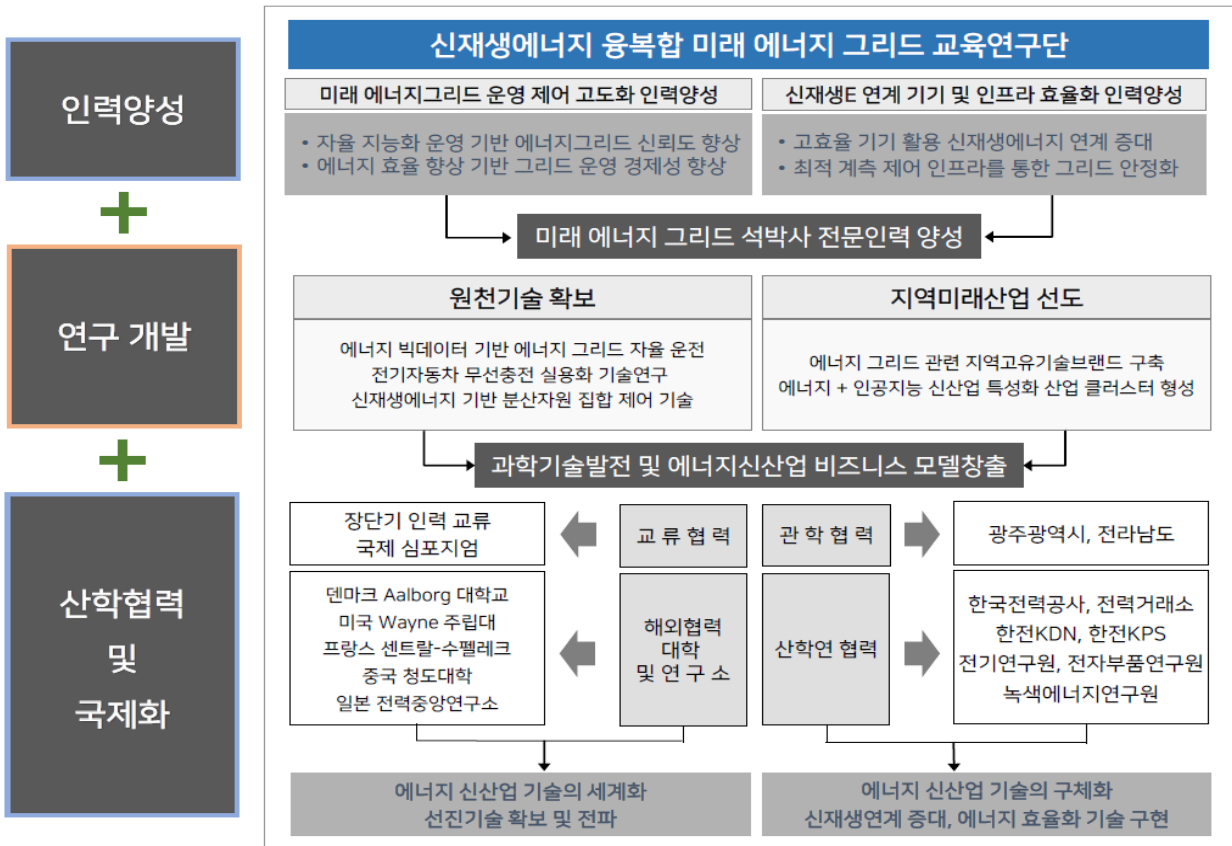 인력양성
+
연구 개발
+
산학협력
및
국제화
신재생에너지 융복합 미래 에너지 그리드 교육연구단
미래 에너지그리드 운영 제어 고도화 인력양성
• 자율 지능화 운영 기반 에너지그리드 신뢰도 향상
• 에너지 효율 향상 기반 그리드 운영 경제성 향상
신재생E 연계 기기 및 인프라 효율화 인력양성
• 고효율 기기 활용 신재생에너지 연계 증대
• 최적 계측 제어 인프라를 통한 그리드 안정화
미래 에너지 그리드 석박사 전문인력 양성
원천기술 확보
에너지 빅데이터 기반 에너지 그리드 자율 운전
전기자동차 무선충전 실용화 기술연구
신재생에너지 기반 분산자원 집합 제어 기술
지역미래산업 선도
에너지 그리드 관련 지역고유기술브랜드 구축
에너지 + 인공지능 신산업 특성화 산업 클러스터 형성
과학기술발전 및 에너지신산업 비즈니스 모델창출
장단기 인력 교류
국제 심포지엄
교 류 협 력
관 학 협 력
광주광역시, 전라남도
덴마크 Aalborg 대학교
미국 Wayne 주립대
프랑스 센트랄-수펠레크
중국 청도대학
일본 전력중앙연구소
해외협력
대학
및 연 구 소
산학연 협력
한국전력공사, 전력거래소
한전KDN, 한전KPS
전기연구원, 전자부품연구원
녹색에너지연구원
에너지 신산업 기술의 세계화
선진기술 확보 및 전파
에너지 신산업 기술의 구체화
신재생연계 증대, 에너지 효율화 기술 구현